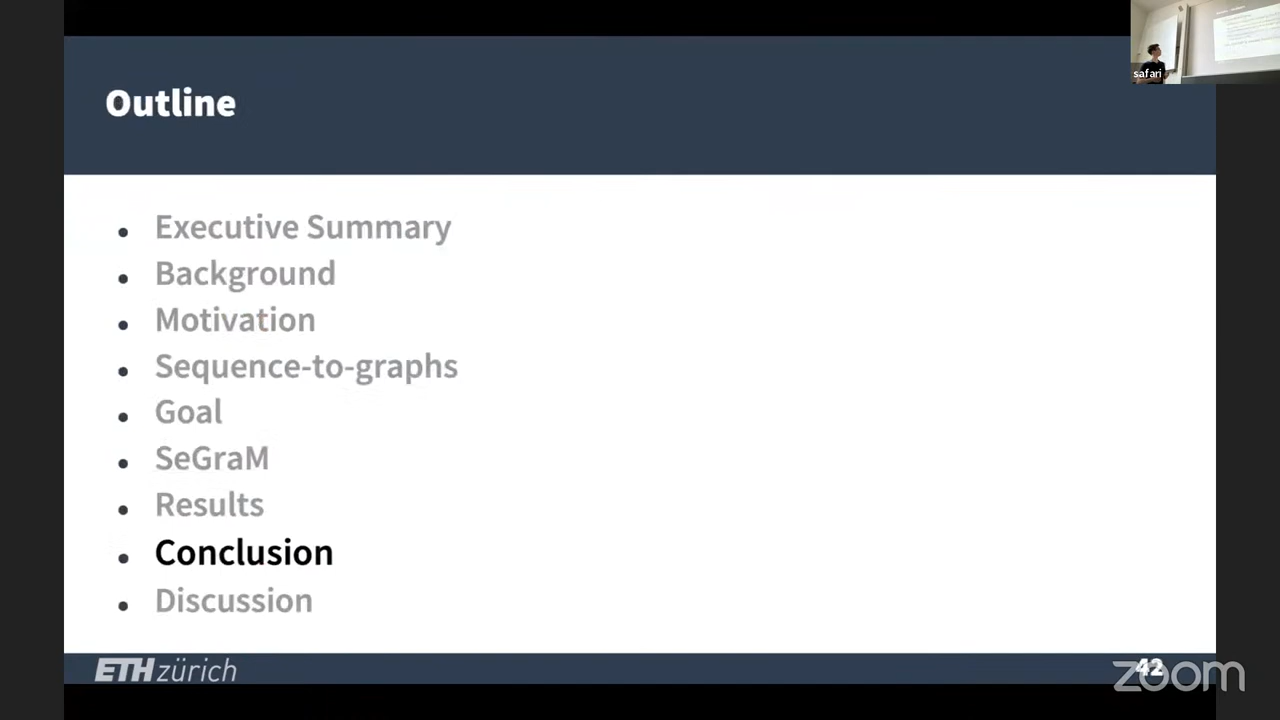 Outline
safari
Executive Summary
Background
Motivation
Sequence-to-graphs
Goal
SeGraM
Results
Conclusion
Discussion
ETH zürich
42
zoom